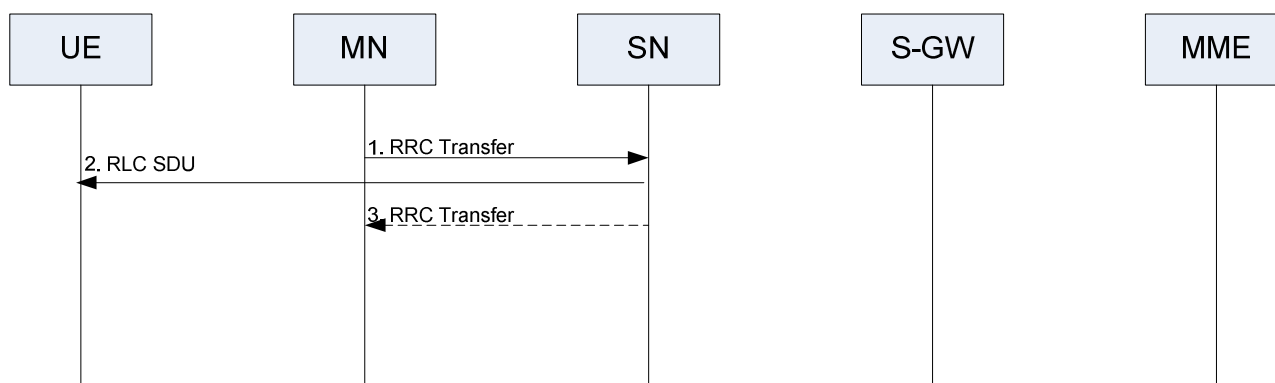 UE
MN
SN
S-GW
MME
1. RRC Transfer
2. RLC SDU
3. RRC Transfer